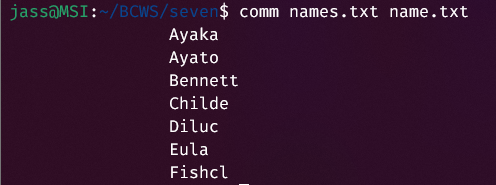 jass@MSI:~/BCWS/seven$ comm names.txt name.txt
Ayaka
Ayato
Bennett
Childe
Diluc
Eula
Fishcl